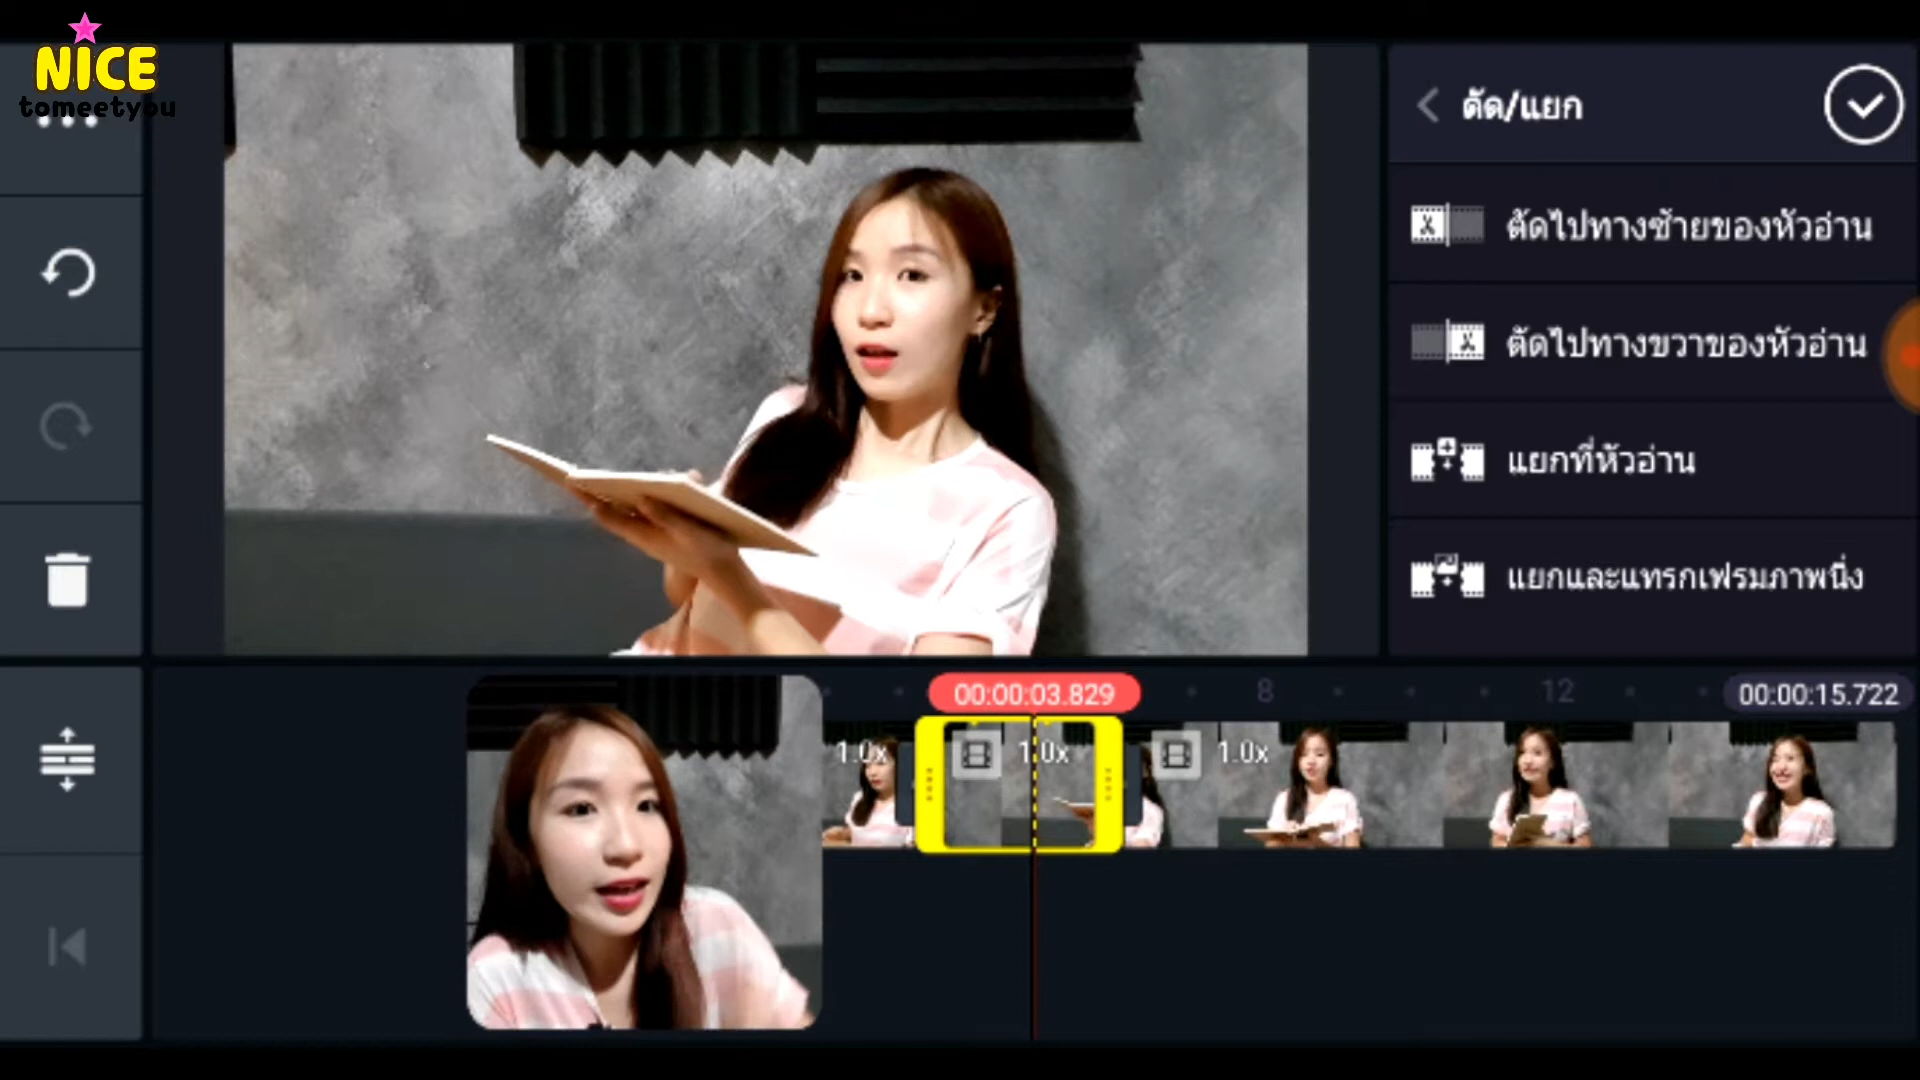 NICE
tomeetyou
ตัด/แยก
ตัดไปทางซ้ายของหัวอ่าน
ตัดไปทางขวาของหัวอ่าน
แยกที่หัวอ่าน
แยกและแทรกเฟรมภาพนิ่ง
00:00:03.829
8
12
00:00:15.722
1.0x
1.0x
1.0x